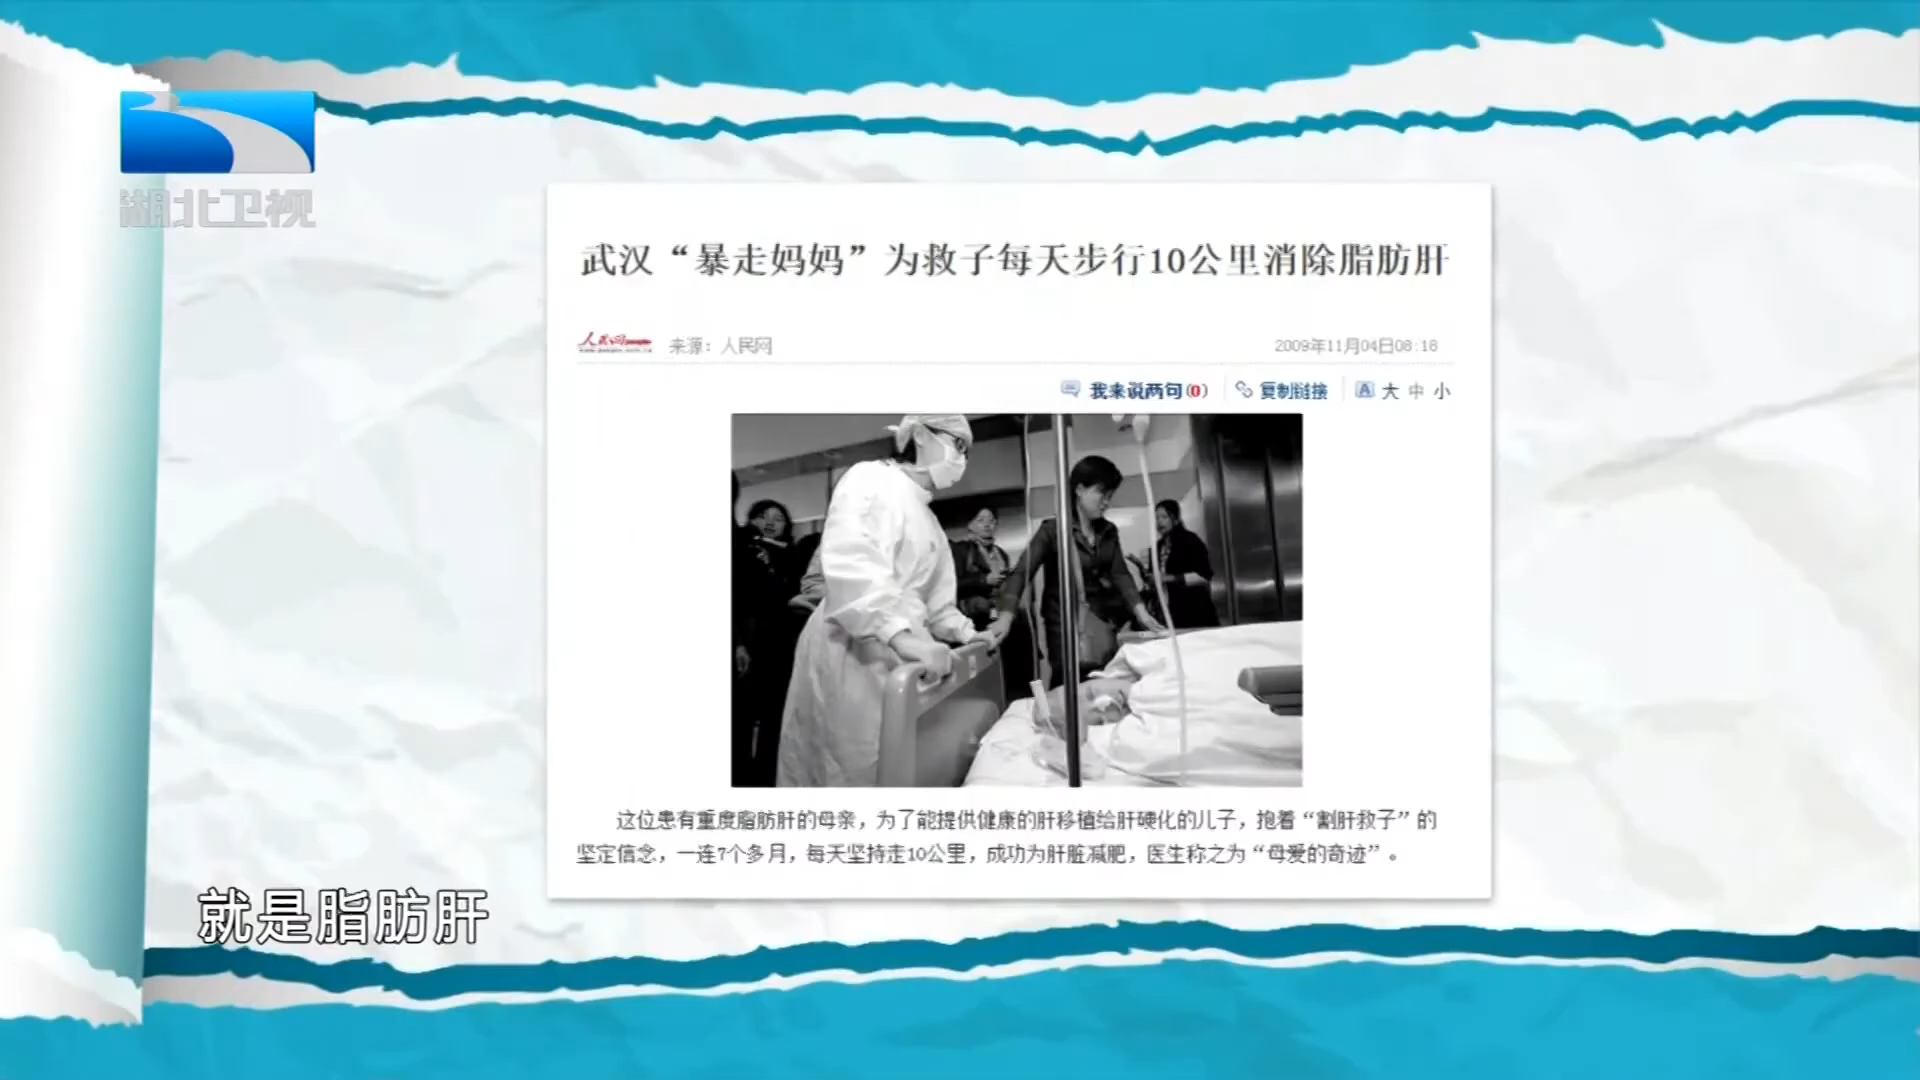 湖北卫视
武汉“暴走妈妈”为救子每天步行10公里消除脂肪肝
人民网 来源：人民网 2009年11月04日08:18
我来说两句(0) 复制链接 大 中 小
这位患有重度脂肪肝的母亲，为了能提供健康的肝移植给肝硬化的儿子，抱着“割肝救子”的
坚定信念，一连7个多月，每天坚持走10公里，成功为肝脏减肥，医生称之为“母爱的奇迹”。
就是脂肪肝